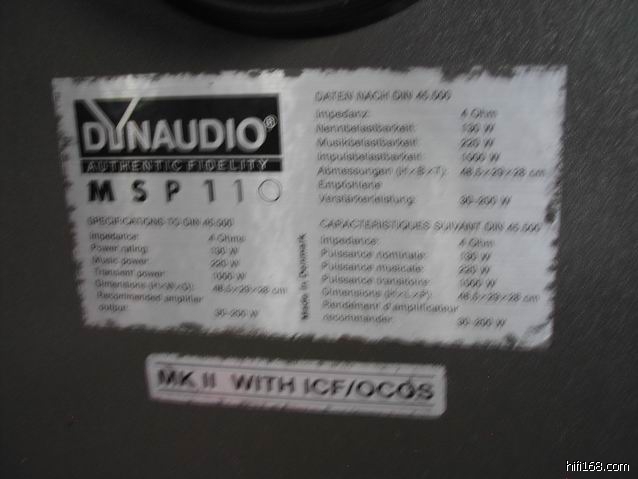 DYNAUDIO®
AUTHENTIC FIDELITY
MSP 110
SPECIFICATIONS TO DIN 45.500
Impedance: 4 Ohms
Power rating: 130 W
Music power: 220 W
Transient power: 1000 W
Dimensions (H×W×D): 48,5×29×28 cm
Recommended amplifier
output: 30-200 W
Made in Denmark
DATEN NACH DIN 45.500
Impedanz: 4 Ohm
Nennbelastbarkeit: 130 W
Musikbelastbarkeit: 220 W
Impulsbelastbarkeit: 1000 W
Abmessungen (H×B×T): 48,5×29×28 cm
Empfohlene
Verstärkerleistung: 30-200 W
CARACTERISTIQUES SUIVANT DIN 45.500
Impedance: 4 Ohm
Puissance nominale: 130 W
Puissance musicale: 220 W
Puissance transitoire: 1000 W
Dimensions (H×L×P): 48,5×29×28 cm
Rendement d'amplificateur
recommander: 30-200 W
MK II WITH ICF/OCOS
hifi168.com